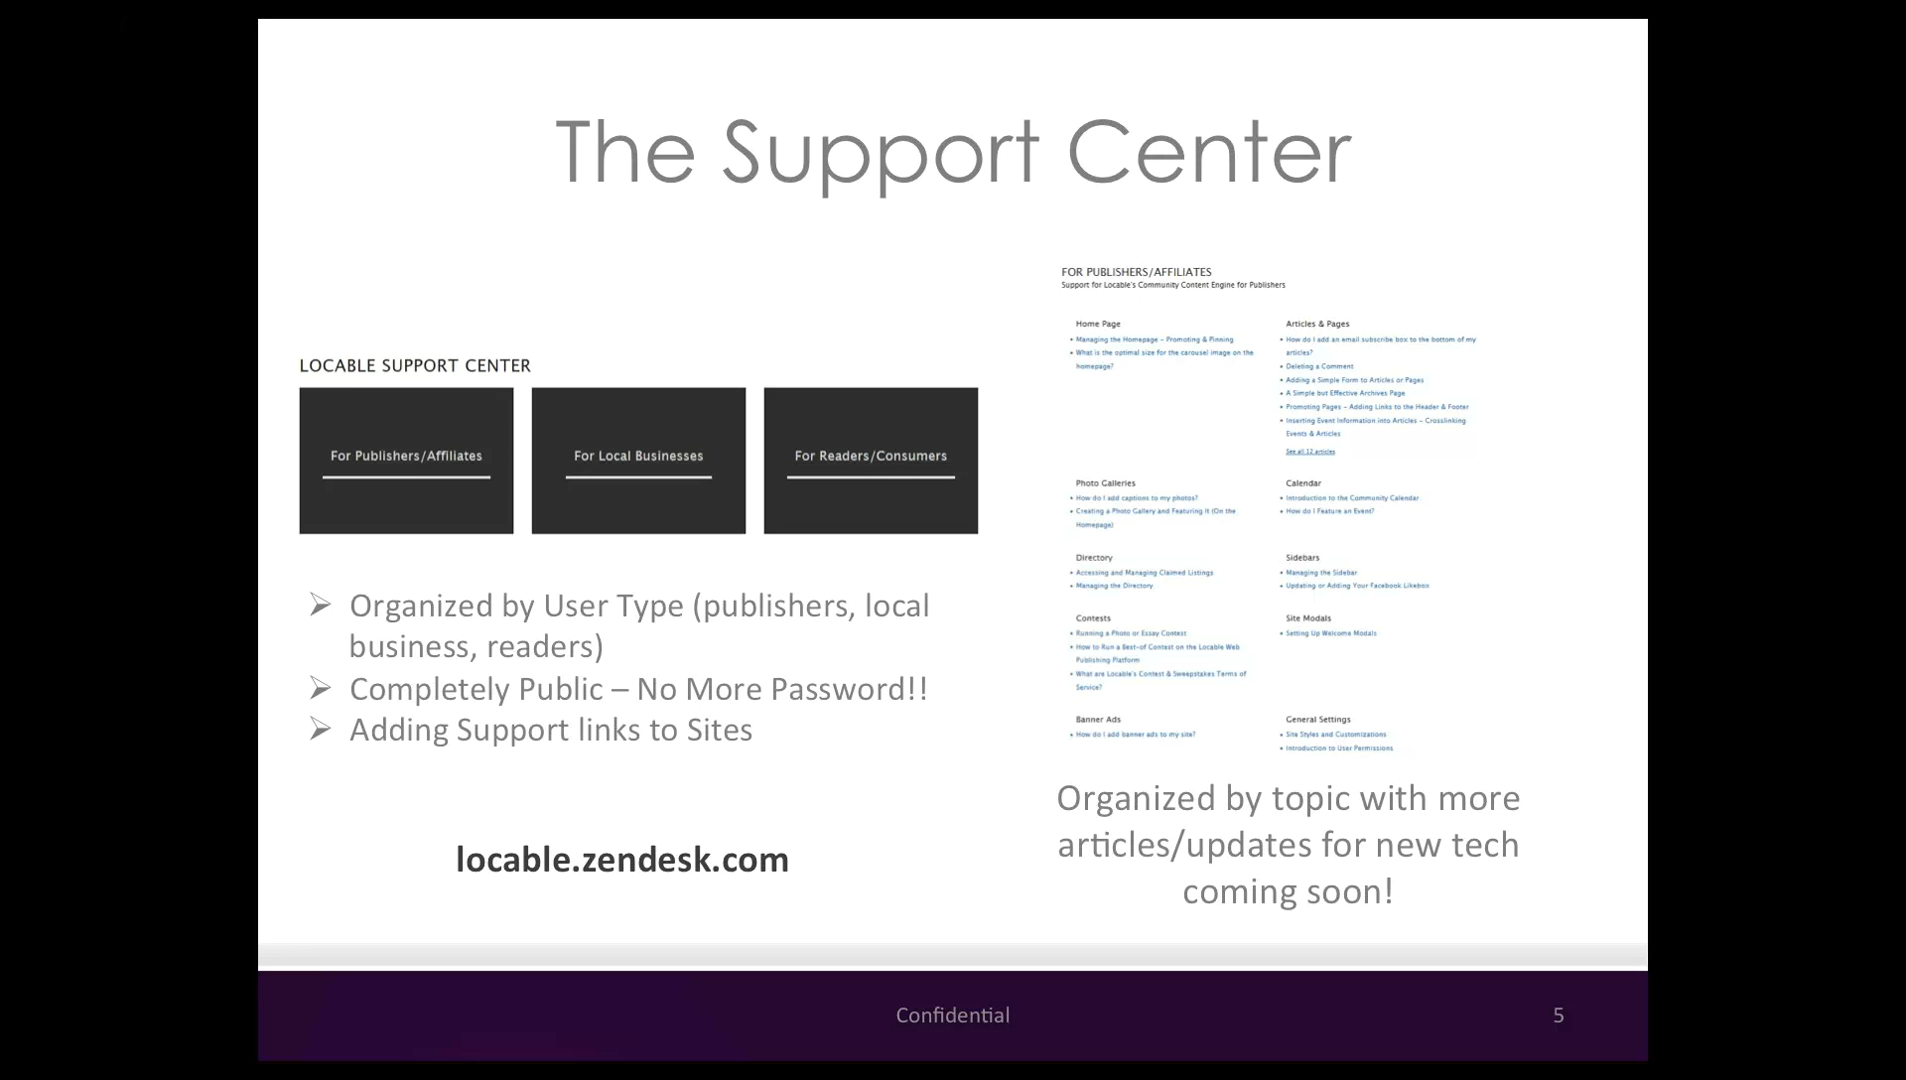 The Support Center
LOCABLE SUPPORT CENTER
For Publishers/Affiliates
For Local Businesses
For Readers/Consumers
➢ Organized by User Type (publishers, local
business, readers)
➢ Completely Public – No More Password!!
➢ Adding Support links to Sites
locable.zendesk.com
FOR PUBLISHERS/AFFILIATES
Support for Locable's Community Content Engine for Publishers
Home Page
• Managing the Homepage – Promoting & Pinning
• What is the optimal size for the carousel image on the
homepage?
Articles & Pages
• How do I add an email subscribe box to the bottom of my
articles?
• Deleting a Comment
• Adding a Simple Form to Articles or Pages
• A Simple but Effective Archives Page
• Promoting Pages – Adding Links to the Header & Footer
• Inserting Event Information into Articles – Crosslinking
Events & Articles
See all 12 articles
Photo Galleries
• How do I add captions to my photos?
• Creating a Photo Gallery and Featuring It (On the
Homepage)
Calendar
• Introduction to the Community Calendar
• How do I Feature an Event?
Directory
• Accessing and Managing Claimed Listings
• Managing the Directory
Sidebars
• Managing the Sidebar
• Updating or Adding Your Facebook Likebox
Contests
• Running a Photo or Essay Contest
• How to Run a Best-of Contest on the Locable Web
Publishing Platform
• What are Locable's Contest & Sweepstakes Terms of
Service?
Site Modals
• Setting Up Welcome Modals
Banner Ads
• How do I add banner ads to my site?
General Settings
• Site Styles and Customizations
• Introduction to User Permissions
Organized by topic with more
articles/updates for new tech
coming soon!
Confidential
5